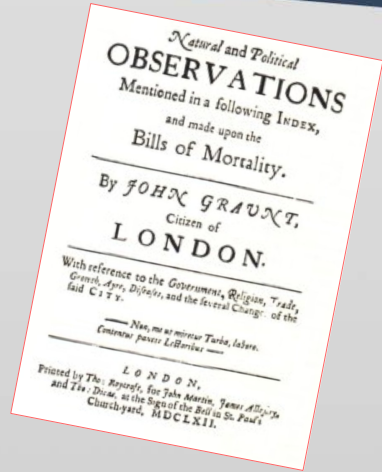 Natural and Political
OBSERVATIONS
Mentioned in a following INDEX,
and made upon the
Bills of Mortality.
By JOHN GRAUNT,
Citizen of
LONDON.
With reference to the Government, Religion, Trade,
Growth, Ayre, Diseases, and the several Changes of the
said CITY.
— Non, me ut miretur Turba, laboro.
Contentus paucis Lectoribus —
LONDON,
Printed by Tho: Roycroft, for John Martin, James Allestry,
and Tho: Dicas, at the Sign of the Bell in St. Paul's
Church-yard, MDCLXII.